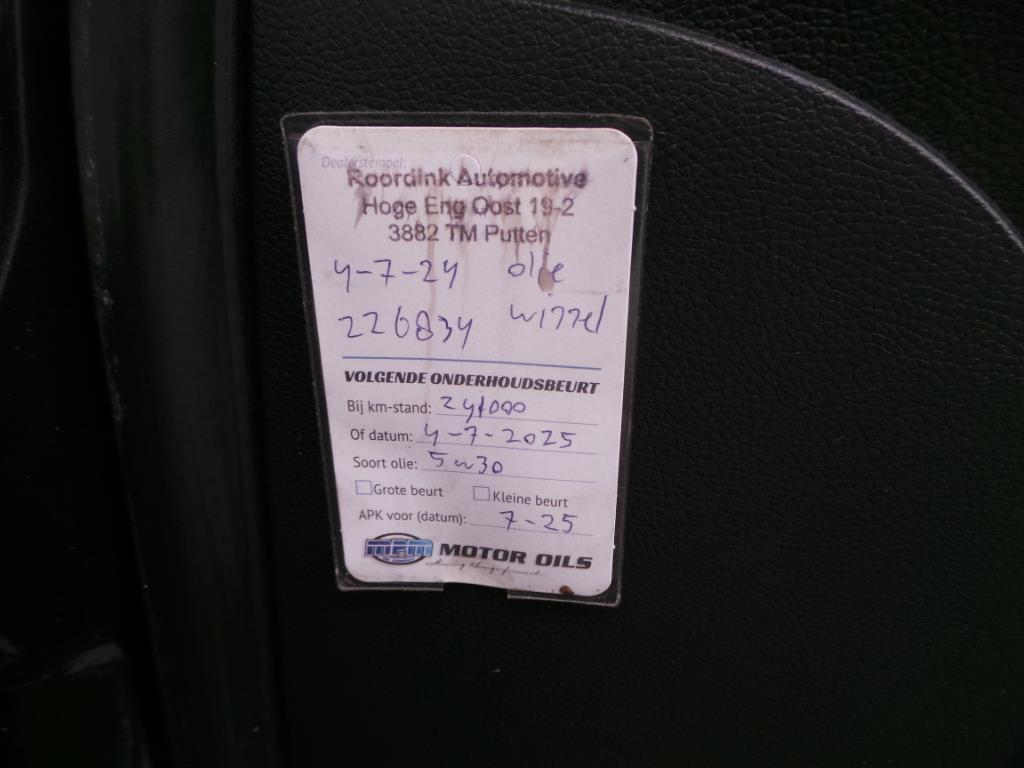 Dealerstempel:
Roordink Automotive
Hoge Eng Oost 19-2
3882 TM Putten
4-7-24 olie
226834 wissel
VOLGENDE ONDERHOUDSBEURT
Bij km-stand: 241000
Of datum: 4-7-2025
Soort olie: 5w30
Grote beurt Kleine beurt
APK voor (datum): 7-25
MPM MOTOR OILS